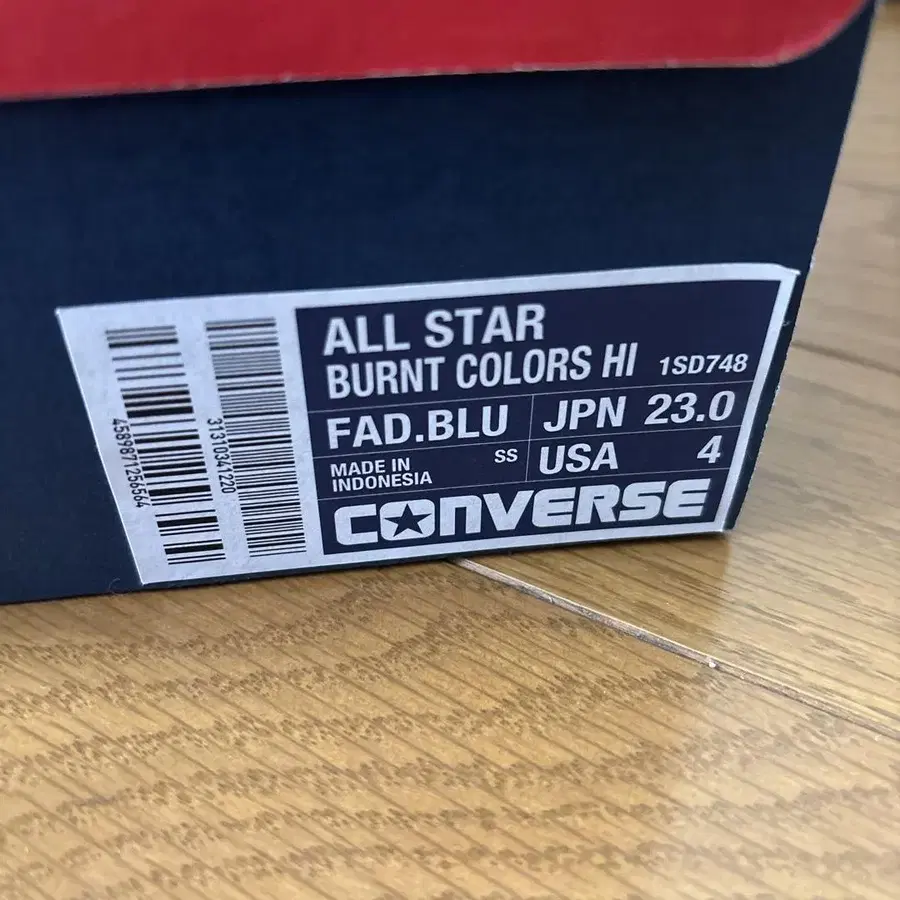 4589871256564
31310341220
ALL STAR
BURNT COLORS HI 1SD748
FAD.BLU JPN 23.0
MADE IN INDONESIA SS USA 4
CONVERSE